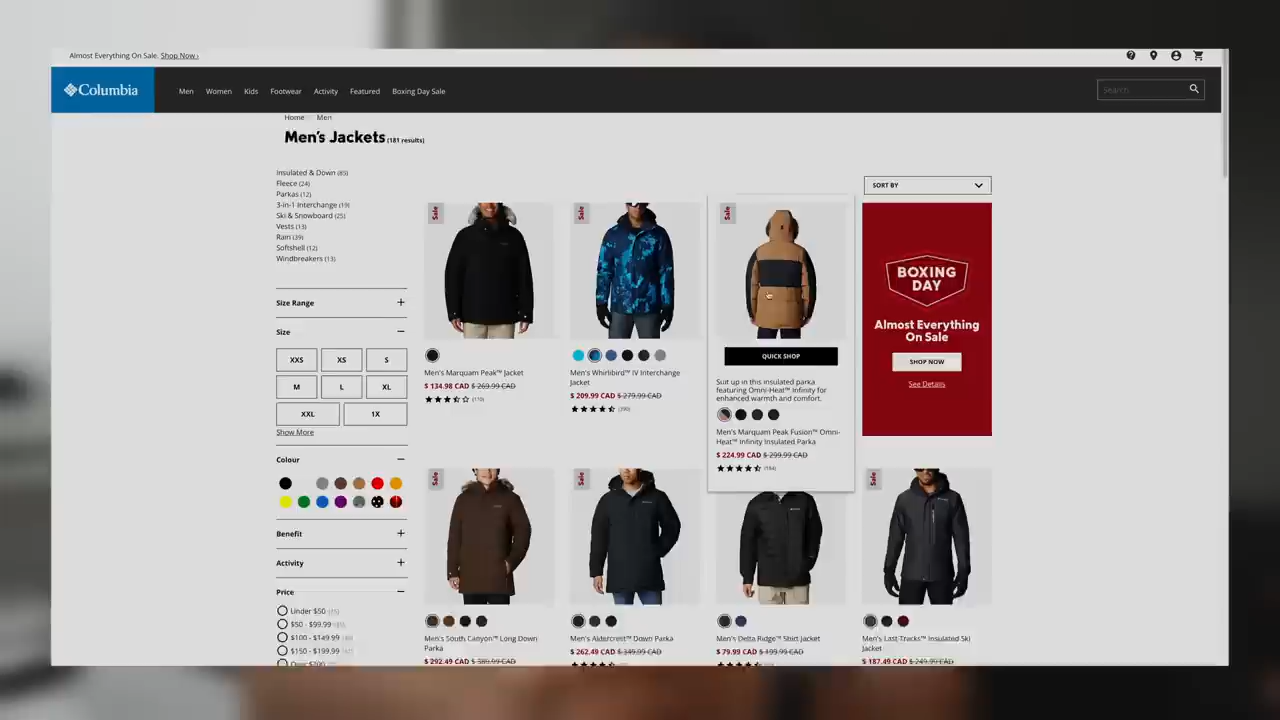 Almost Everything On Sale. Shop Now ›
Columbia
Men Women Kids Footwear Activity Featured Boxing Day Sale
Search
Home Men
Men's Jackets (181 results)
Insulated & Down (85)
Fleece (24)
Parkas (12)
3-in-1 Interchange (19)
Ski & Snowboard (25)
Vests (13)
Rain (39)
Softshell (12)
Windbreakers (13)
Size Range
Size
XXS XS S
M L XL
XXL 1X
Show More
Colour
Benefit
Activity
Price
Under $50
$50 - $99.99
$100 - $149.99
$150 - $199.99
Over $200
SORT BY
Sale
Men's Marquam Peak™ Jacket
$ 134.98 CAD $ 269.99 CAD
(110)
Sale
Men's Whirlibird™ IV Interchange
Jacket
$ 209.99 CAD $ 279.99 CAD
(390)
Sale
QUICK SHOP
Suit up in this insulated parka
featuring Omni-Heat™ Infinity for
enhanced warmth and comfort.
Men's Marquam Peak Fusion™ Omni-
Heat™ Infinity Insulated Parka
$ 224.99 CAD $ 299.99 CAD
(184)
BOXING
DAY
Almost Everything
On Sale
SHOP NOW
See Details
Sale
Men's South Canyon™ Long Down
Parka
$ 292.49 CAD $ 389.99 CAD
Sale
Men's Aldercrest™ Down Parka
$ 262.49 CAD $ 349.99 CAD
Men's Delta Ridge™ Shirt Jacket
$ 79.99 CAD $ 199.99 CAD
Sale
Men's Last Tracks™ Insulated Ski
Jacket
$ 187.49 CAD $ 249.99 CAD